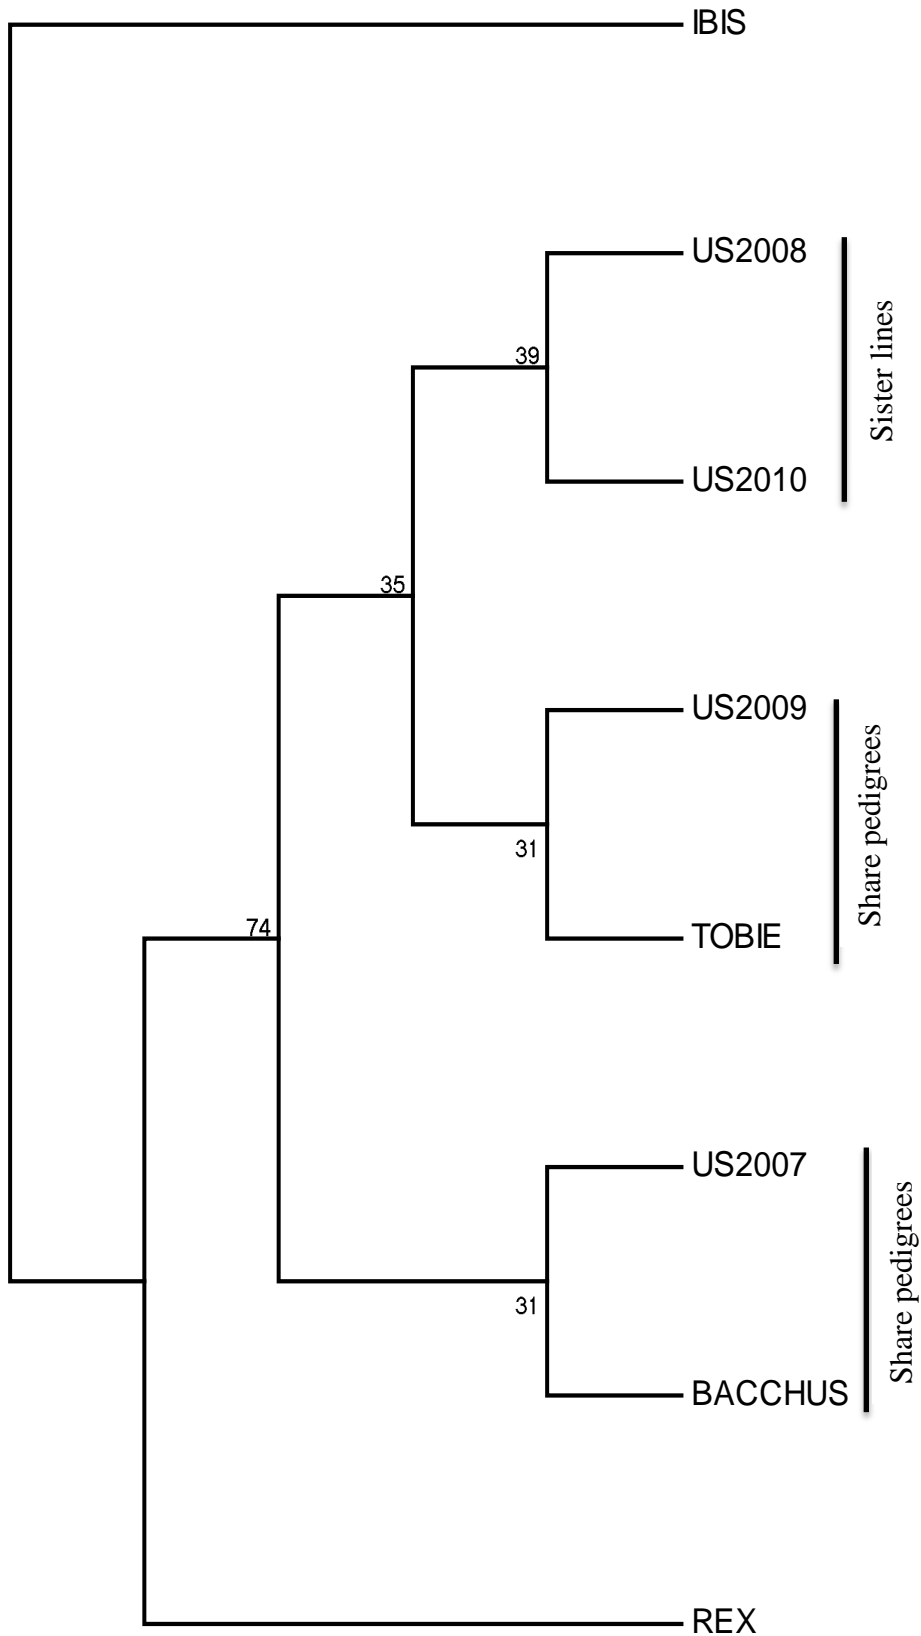 IBIS
US2008
39
Sister lines
US2010
35
US2009
Share pedigrees
31
74
TOBIE
US2007
Share pedigrees
31
BACCHUS
REX